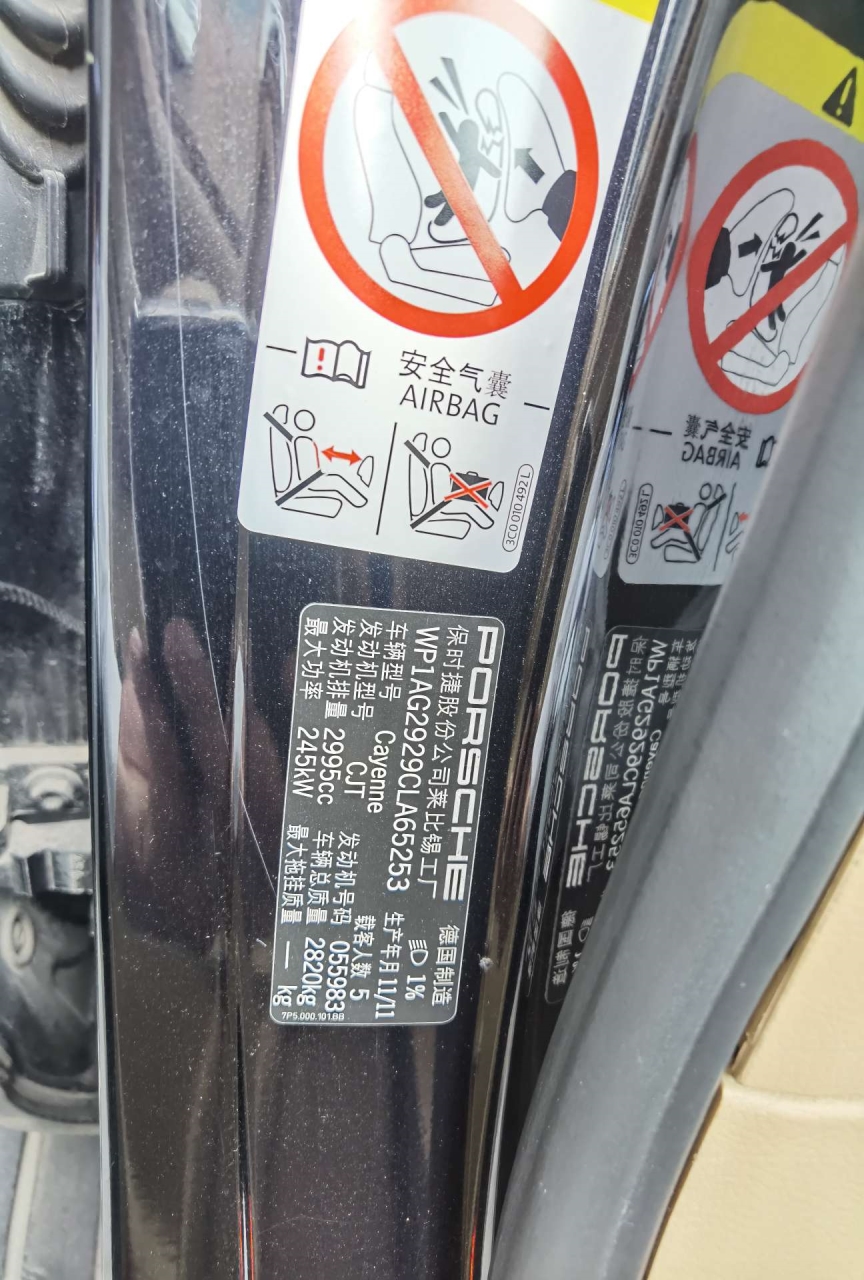 安全气囊
AIRBAG
3C0 010 492 L
PORSCHE
保时捷股份公司莱比锡工厂 德国制造
WP1AG2929CLA65253 1%
车辆型号 Cayenne 生产年月 11/11
发动机型号 CJT 载客人数 5
发动机排量 2995cc 发动机号码 055983
最大功率 245kW 车辆总质量 2820kg
最大拖挂质量 — kg
7P5.000.101.BB